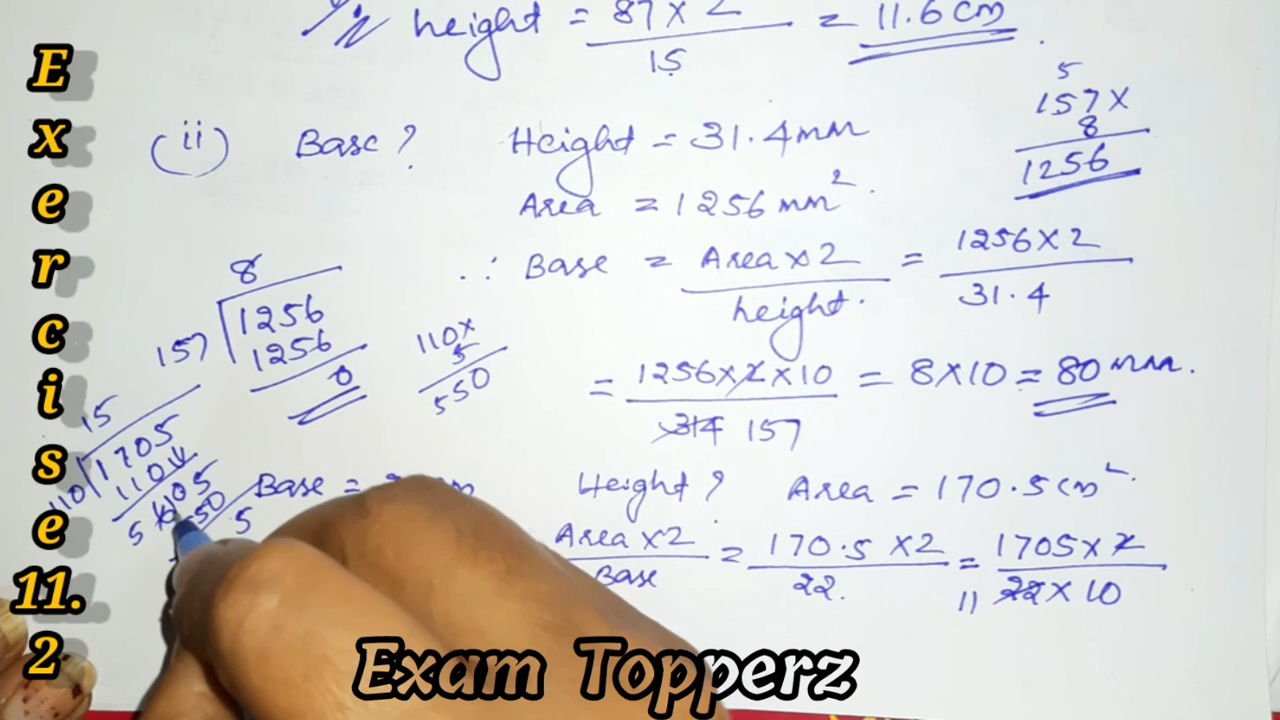 Exercise 11.2
height = 87 × 2 / 15 = 11.6 cm
(ii) Base ? Height = 31.4 mm
Area = 1256 mm²
∴ Base = Area × 2 / height = 1256 × 2 / 31.4
= 1256 × 2 × 10 / 314 157 = 8 × 10 = 80 mm.
Base = Height ? Area = 170.5 cm²
Area × 2 / Base = 170.5 × 2 / 22. = 1705 × 2 / 22 × 10 11
5
157 ×
8
1256
8
157 1256
1256
0
110 ×
5
550
15
110 1705
110
5
Exam Topperz